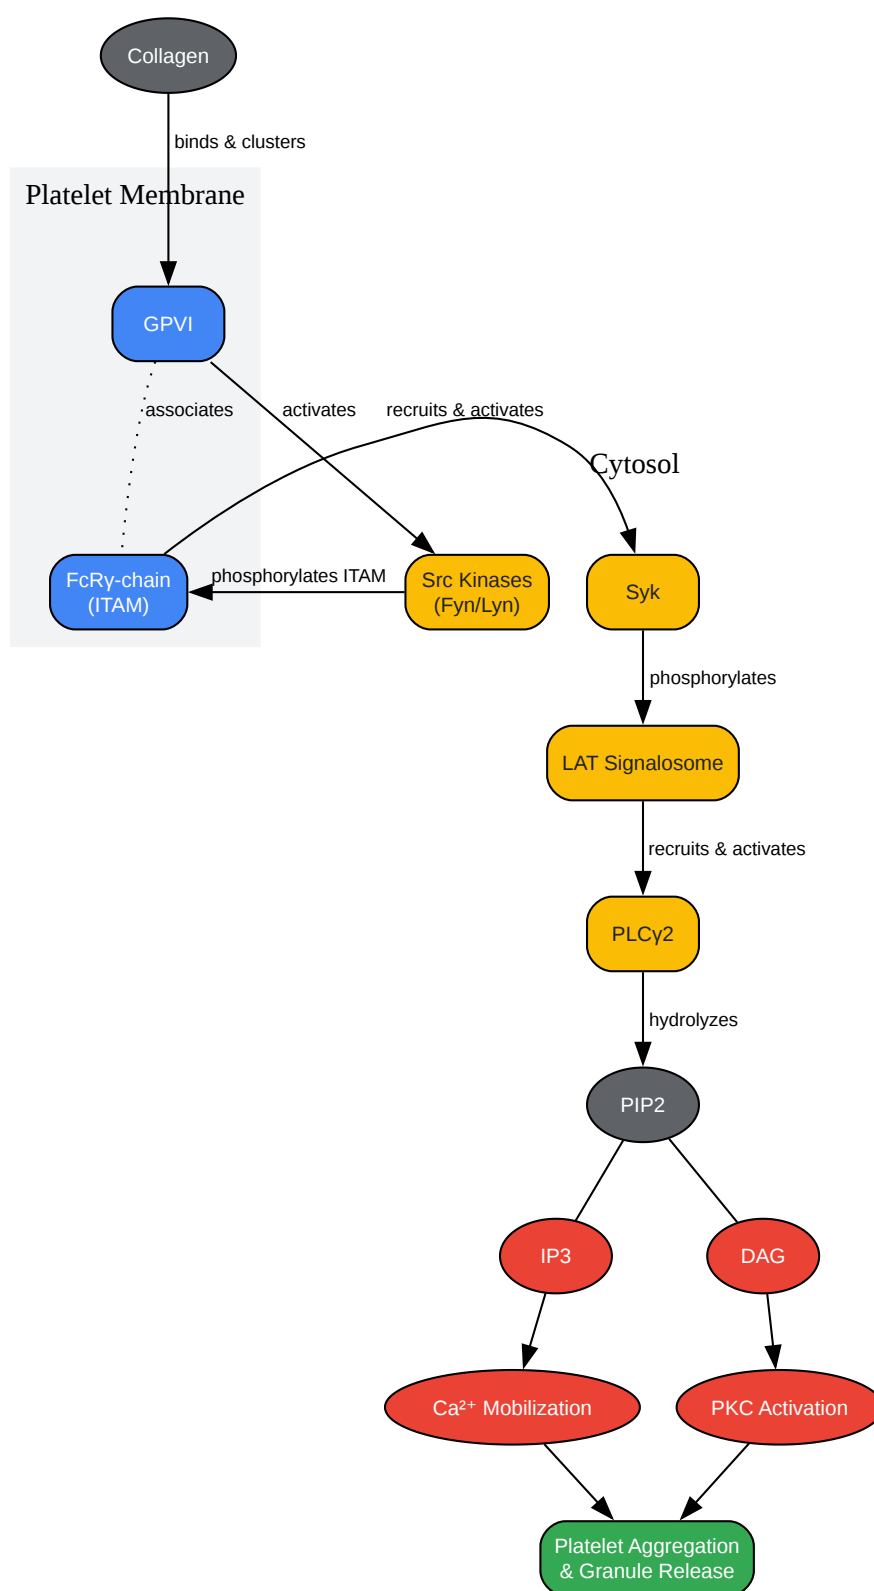 Collagen
binds & clusters
Platelet Membrane
GPVI
associates
activates
recruits & activates
Cytosol
FcRγ-chain
(ITAM)
phosphorylates ITAM
Src Kinases
(Fyn/Lyn)
Syk
phosphorylates
LAT Signalosome
recruits & activates
PLCγ2
hydrolyzes
PIP2
IP3
DAG
Ca²⁺ Mobilization
PKC Activation
Platelet Aggregation
& Granule Release